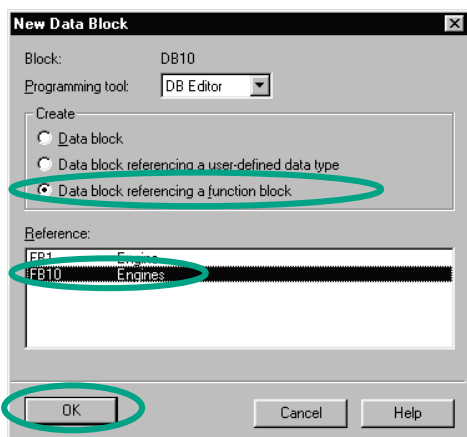 New Data Block
Block: DB10
Programming tool: DB Editor
Create
Data block
Data block referencing a user-defined data type
Data block referencing a function block
Reference:
FB1 Engine
FB10 Engines
OK Cancel Help